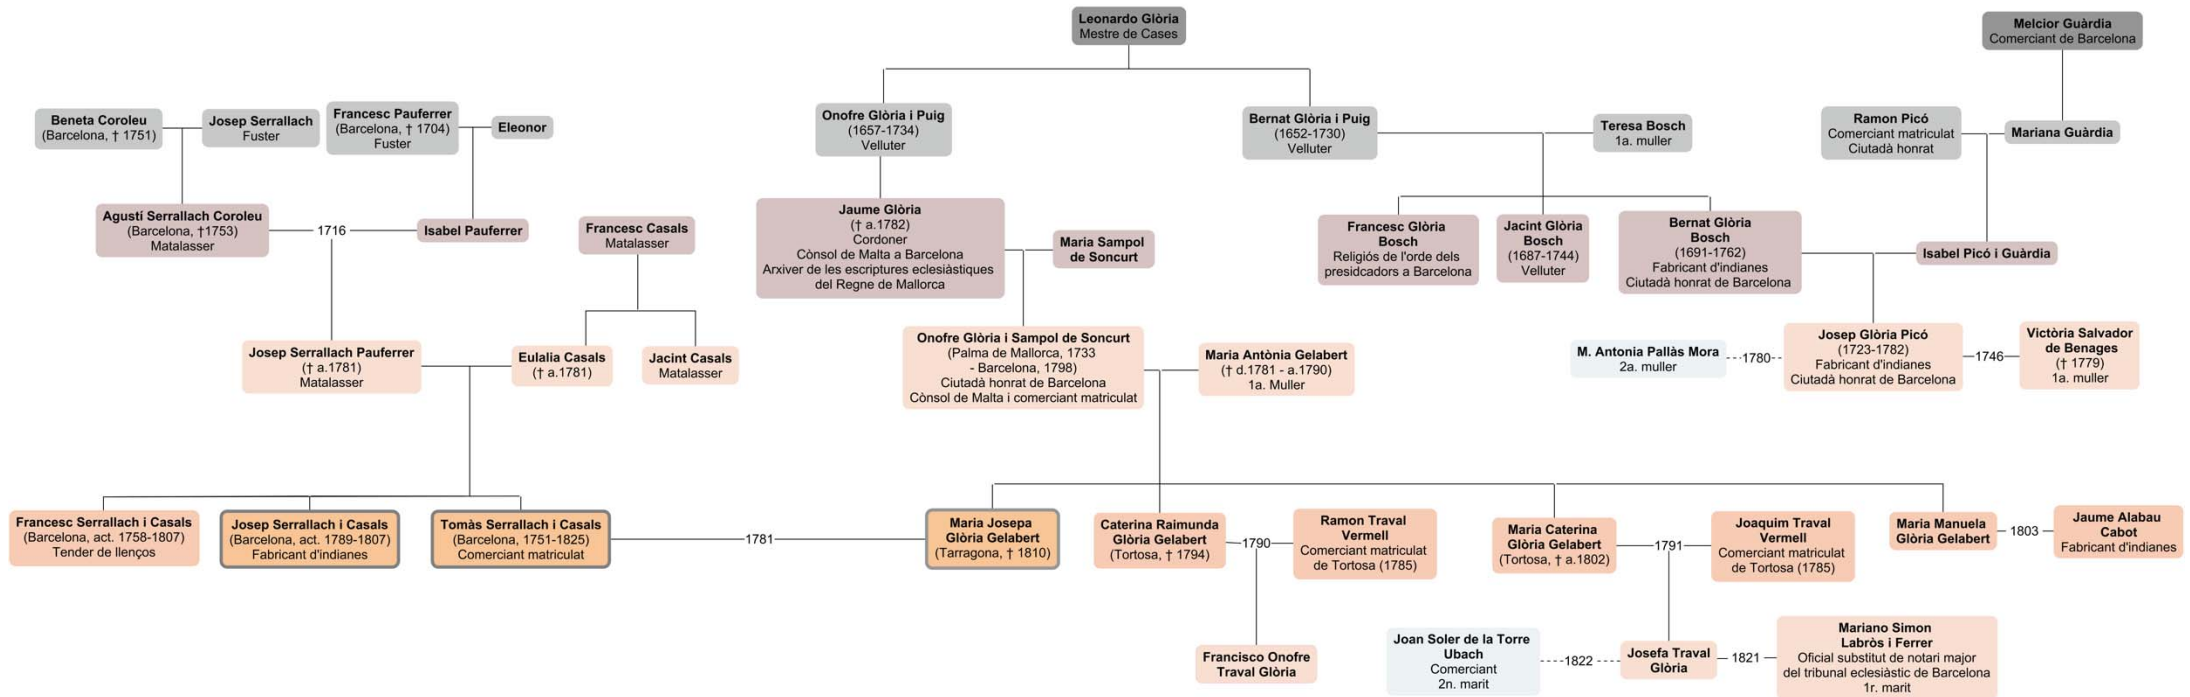 Leonardo Glòria
Mestre de Cases
Melcior Guàrdia
Comerciant de Barcelona
Beneta Coroleu
(Barcelona, † 1751)
Josep Serrallach
Fuster
Francesc Pauferrer
(Barcelona, † 1704)
Fuster
Eleonor
Onofre Glòria i Puig
(1657-1734)
Velluter
Bernat Glòria i Puig
(1652-1730)
Velluter
Teresa Bosch
1a. muller
Ramon Picó
Comerciant matriculat
Ciutadà honrat
Mariana Guàrdia
Agustí Serrallach Coroleu
(Barcelona, †1753)
Matalasser
1716
Isabel Pauferrer
Francesc Casals
Matalasser
Jaume Glòria
(† a.1782)
Cordoner
Cònsol de Malta a Barcelona
Arxiver de les escriptures eclesiàstiques
del Regne de Mallorca
Maria Sampol
de Soncurt
Francesc Glòria
Bosch
Religiós de l'orde dels
presidcadors a Barcelona
Jacint Glòria
Bosch
(1687-1744)
Velluter
Bernat Glòria
Bosch
(1691-1762)
Fabricant d'indianes
Ciutadà honrat de Barcelona
Isabel Picó i Guàrdia
Josep Serrallach Pauferrer
(† a.1781)
Matalasser
Eulalia Casals
(† a.1781)
Jacint Casals
Matalasser
Onofre Glòria i Sampol de Soncurt
(Palma de Mallorca, 1733
- Barcelona, 1798)
Ciutadà honrat de Barcelona
Cònsol de Malta i comerciant matriculat
Maria Antònia Gelabert
(† d.1781 - a.1790)
1a. Muller
M. Antonia Pallàs Mora
2a. muller
1780
Josep Glòria Picó
(1723-1782)
Fabricant d'indianes
Ciutadà honrat de Barcelona
1746
Victòria Salvador
de Benages
(† 1779)
1a. muller
Francesc Serrallach i Casals
(Barcelona, act. 1758-1807)
Tender de llenços
Josep Serrallach i Casals
(Barcelona, act. 1789-1807)
Fabricant d'indianes
Tomàs Serrallach i Casals
(Barcelona, 1751-1825)
Comerciant matriculat
1781
Maria Josepa
Glòria Gelabert
(Tarragona, † 1810)
Caterina Raimunda
Glòria Gelabert
(Tortosa, † 1794)
1790
Ramon Traval
Vermell
Comerciant matriculat
de Tortosa (1785)
Maria Caterina
Glòria Gelabert
(Tortosa, † a.1802)
1791
Joaquim Traval
Vermell
Comerciant matriculat
de Tortosa (1785)
Maria Manuela
Glòria Gelabert
1803
Jaume Alabau
Cabot
Fabricant d'indianes
Francisco Onofre
Traval Glòria
Joan Soler de la Torre
Ubach
Comerciant
2n. marit
1822
Josefa Traval
Glòria
1821
Mariano Simon
Labròs i Ferrer
Oficial substitut de notari major
del tribunal eclesiàstic de Barcelona
1r. marit